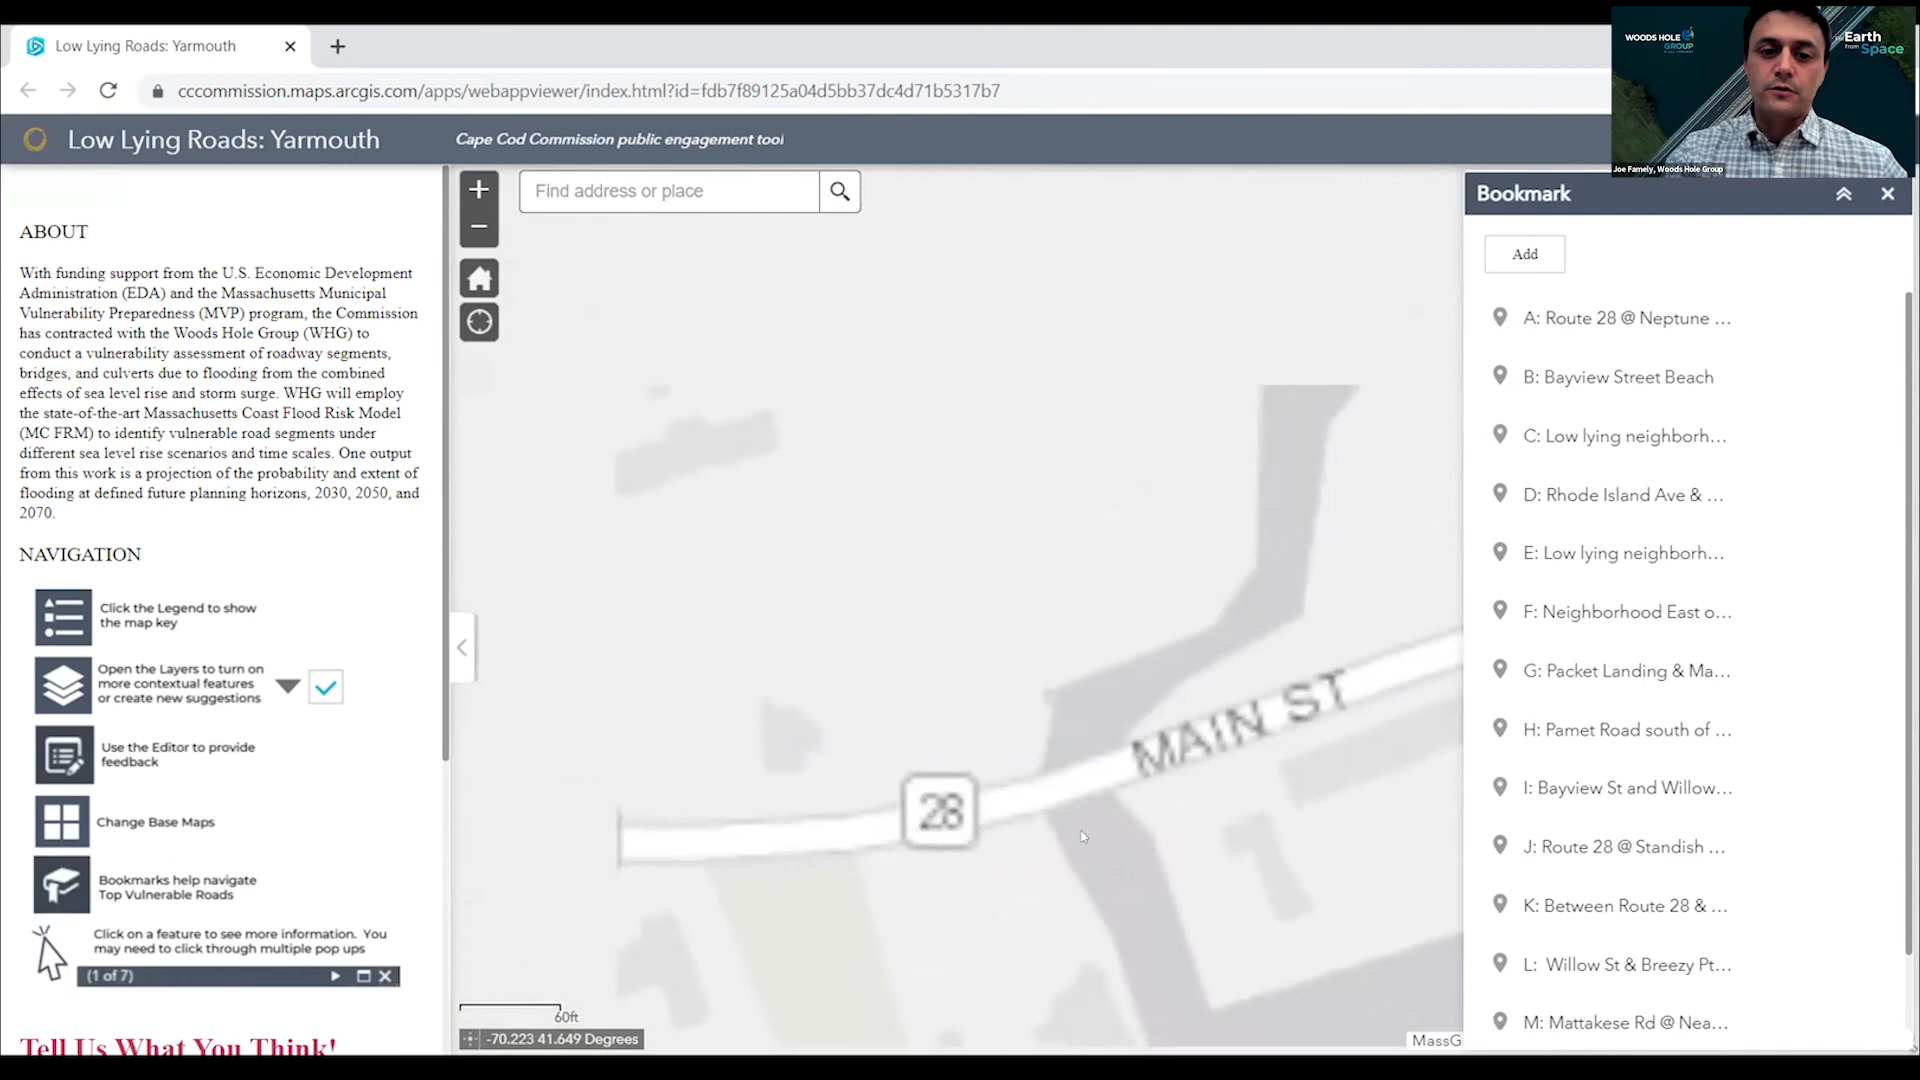 Low Lying Roads: Yarmouth
cccommission.maps.arcgis.com/apps/webappviewer/index.html?id=fdb7f89125a04d5bb37dc4d71b5317b7
WOODS HOLE
GROUP
Earth
from Space
Joe Famely, Woods Hole Group
Low Lying Roads: Yarmouth
Cape Cod Commission public engagement tool
ABOUT
With funding support from the U.S. Economic Development
Administration (EDA) and the Massachusetts Municipal
Vulnerability Preparedness (MVP) program, the Commission
has contracted with the Woods Hole Group (WHG) to
conduct a vulnerability assessment of roadway segments,
bridges, and culverts due to flooding from the combined
effects of sea level rise and storm surge. WHG will employ
the state-of-the-art Massachusetts Coast Flood Risk Model
(MC FRM) to identify vulnerable road segments under
different sea level rise scenarios and time scales. One output
from this work is a projection of the probability and extent of
flooding at defined future planning horizons, 2030, 2050, and
2070.
NAVIGATION
Click the Legend to show
the map key
Open the Layers to turn on
more contextual features
or create new suggestions
Use the Editor to provide
feedback
Change Base Maps
Bookmarks help navigate
Top Vulnerable Roads
Click on a feature to see more information. You
may need to click through multiple pop ups
(1 of 7)
Tell Us What You Think!
Find address or place
MAIN ST
28
60ft
-70.223 41.649 Degrees
MassG
Bookmark
Add
A: Route 28 @ Neptune ...
B: Bayview Street Beach
C: Low lying neighborh...
D: Rhode Island Ave & ...
E: Low lying neighborh...
F: Neighborhood East o...
G: Packet Landing & Ma...
H: Pamet Road south of ...
I: Bayview St and Willow...
J: Route 28 @ Standish ...
K: Between Route 28 & ...
L: Willow St & Breezy Pt...
M: Mattakese Rd @ Nea...